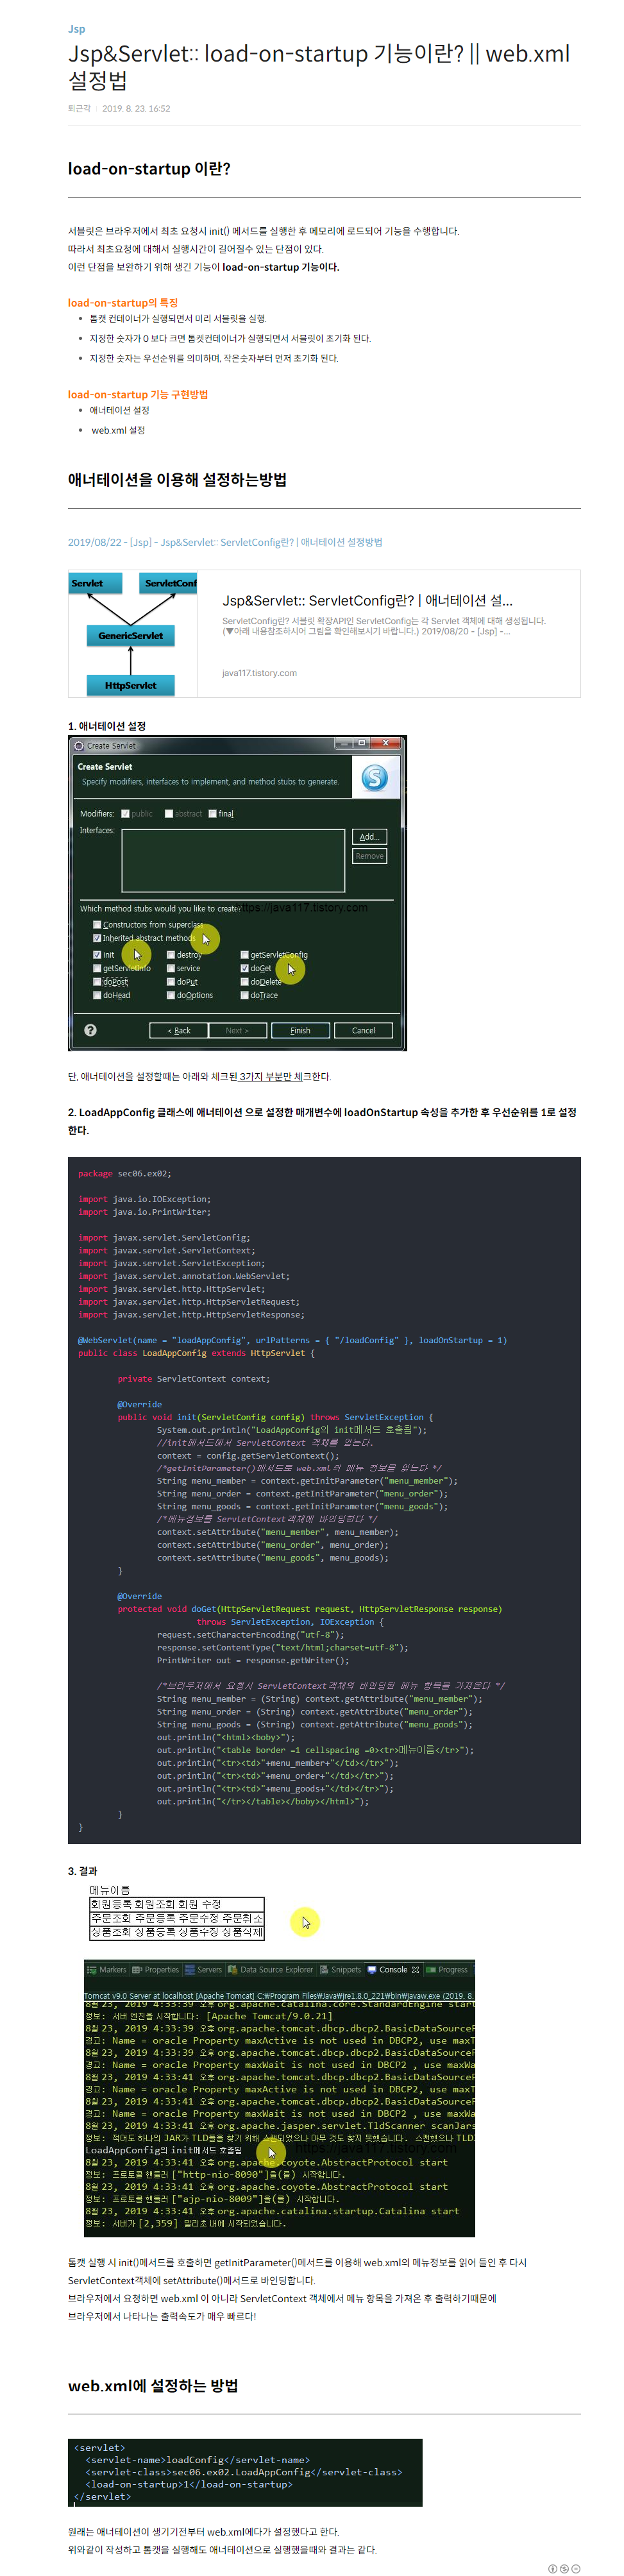 Jsp
Jsp&Servlet:: load-on-startup 기능이란? || web.xml
설정법
퇴근각 | 2019. 8. 23. 16:52
load-on-startup 이란?
서블릿은 브라우저에서 최초 요청시 init() 메서드를 실행한 후 메모리에 로드되어 기능을 수행합니다.
따라서 최초요청에 대해서 실행시간이 길어질수 있는 단점이 있다.
이런 단점을 보완하기 위해 생긴 기능이 load-on-startup 기능이다.
load-on-startup의 특징
톰캣 컨테이너가 실행되면서 미리 서블릿을 실행.
지정한 숫자가 0 보다 크면 톰켓컨테이너가 실행되면서 서블릿이 초기화 된다.
지정한 숫자는 우선순위를 의미하며, 작은숫자부터 먼저 초기화 된다.
load-on-startup 기능 구현방법
애너테이션 설정
web.xml 설정
애너테이션을 이용해 설정하는방법
2019/08/22 - [Jsp] - Jsp&Servlet:: ServletConfig란? | 애너테이션 설정방법
Servlet
ServletConf
GenericServlet
HttpServlet
Jsp&Servlet:: ServletConfig란? | 애너테이션 설...
ServletConfig란? 서블릿 확장API인 ServletConfig는 각 Servlet 객체에 대해 생성됩니다.
(▼아래 내용참조하시어 그림을 확인해보시기 바랍니다.) 2019/08/20 - [Jsp] -...
java117.tistory.com
1. 애너테이션 설정
Create Servlet
Create Servlet
Specify modifiers, interfaces to implement, and method stubs to generate.
Modifiers: public abstract final
Interfaces:
Add...
Remove
Which method stubs would you like to create
https://java117.tistory.com
Constructors from superclass
Inherited abstract methods
init destroy getServletConfig
getServletInfo service doGet
doPost doPut doDelete
doHead doOptions doTrace
< Back Next > Finish Cancel
단, 애너테이션을 설정할때는 아래와 체크된 3가지 부분만 체크한다.
2. LoadAppConfig 클래스에 애너테이션 으로 설정한 매개변수에 loadOnStartup 속성을 추가한 후 우선순위를 1로 설정
한다.
package sec06.ex02;
import java.io.IOException;
import java.io.PrintWriter;
import javax.servlet.ServletConfig;
import javax.servlet.ServletContext;
import javax.servlet.ServletException;
import javax.servlet.annotation.WebServlet;
import javax.servlet.http.HttpServlet;
import javax.servlet.http.HttpServletRequest;
import javax.servlet.http.HttpServletResponse;
@WebServlet(name = "loadAppConfig", urlPatterns = { "/loadConfig" }, loadOnStartup = 1)
public class LoadAppConfig extends HttpServlet {
private ServletContext context;
@Override
public void init(ServletConfig config) throws ServletException {
System.out.println("LoadAppConfig의 init메서드 호출됨");
//init메서드에서 ServletContext 객체를 얻는다.
context = config.getServletContext();
/*getInitParameter()메서드로 web.xml의 메뉴 정보를 읽는다 */
String menu_member = context.getInitParameter("menu_member");
String menu_order = context.getInitParameter("menu_order");
String menu_goods = context.getInitParameter("menu_goods");
/*메뉴정보를 ServletContext객체에 바인딩한다 */
context.setAttribute("menu_member", menu_member);
context.setAttribute("menu_order", menu_order);
context.setAttribute("menu_goods", menu_goods);
}
@Override
protected void doGet(HttpServletRequest request, HttpServletResponse response)
throws ServletException, IOException {
request.setCharacterEncoding("utf-8");
response.setContentType("text/html;charset=utf-8");
PrintWriter out = response.getWriter();
/*브라우저에서 요청시 ServletContext객체의 바인딩된 메뉴 항목을 가져온다 */
String menu_member = (String) context.getAttribute("menu_member");
String menu_order = (String) context.getAttribute("menu_order");
String menu_goods = (String) context.getAttribute("menu_goods");
out.println("<html><boby>");
out.println("<table border =1 cellspacing =0><tr>메뉴이름</tr>");
out.println("<tr><td>"+menu_member+"</td></tr>");
out.println("<tr><td>"+menu_order+"</td></tr>");
out.println("<tr><td>"+menu_goods+"</td></tr>");
out.println("</tr></table></boby></html>");
}
}
3. 결과
메뉴이름
회원등록 회원조회 회원 수정
주문조회 주문등록 주문수정 주문취소
상품조회 상품등록 상품수정 상품삭제
Markers Properties Servers Data Source Explorer Snippets Console Progress
Tomcat v9.0 Server at localhost [Apache Tomcat] C:₩Program Files₩Java₩jre1.8.0_221₩bin₩javaw.exe (2019. 8.
8월 23, 2019 4:33:39 오후 org.apache.catalina.core.StandardEngine start
정보: 서버 엔진을 시작합니다: [Apache Tomcat/9.0.21]
8월 23, 2019 4:33:39 오후 org.apache.tomcat.dbcp.dbcp2.BasicDataSourceF
경고: Name = oracle Property maxActive is not used in DBCP2, use maxT
8월 23, 2019 4:33:39 오후 org.apache.tomcat.dbcp.dbcp2.BasicDataSourceF
경고: Name = oracle Property maxWait is not used in DBCP2 , use maxWa
8월 23, 2019 4:33:41 오후 org.apache.tomcat.dbcp.dbcp2.BasicDataSourceF
경고: Name = oracle Property maxActive is not used in DBCP2, use maxT
8월 23, 2019 4:33:41 오후 org.apache.tomcat.dbcp.dbcp2.BasicDataSourceF
경고: Name = oracle Property maxWait is not used in DBCP2 , use maxWa
8월 23, 2019 4:33:41 오후 org.apache.jasper.servlet.TldScanner scanJars
정보: 적어도 하나의 JAR가 TLD들을 찾기 위해 스캔되었으나 아무 것도 찾지 못했습니다. 스캔했으나 TLD
LoadAppConfig의 init메서드 호출됨
https://java117.tistory.com
8월 23, 2019 4:33:41 오후 org.apache.coyote.AbstractProtocol start
정보: 프로토콜 핸들러 ["http-nio-8090"]을(를) 시작합니다.
8월 23, 2019 4:33:41 오후 org.apache.coyote.AbstractProtocol start
정보: 프로토콜 핸들러 ["ajp-nio-8009"]을(를) 시작합니다.
8월 23, 2019 4:33:41 오후 org.apache.catalina.startup.Catalina start
정보: 서버가 [2,359] 밀리초 내에 시작되었습니다.
톰캣 실행 시 init()메서드를 호출하면 getInitParameter()메서드를 이용해 web.xml의 메뉴정보를 읽어 들인 후 다시
ServletContext객체에 setAttribute()메서드로 바인딩합니다.
브라우저에서 요청하면 web.xml 이 아니라 ServletContext 객체에서 메뉴 항목을 가져온 후 출력하기때문에
브라우저에서 나타나는 출력속도가 매우 빠르다!
web.xml에 설정하는 방법
<servlet>
<servlet-name>loadConfig</servlet-name>
<servlet-class>sec06.ex02.LoadAppConfig</servlet-class>
<load-on-startup>1</load-on-startup>
</servlet>
원래는 애너테이션이 생기기전부터 web.xml에다가 설정했다고 한다.
위와같이 작성하고 톰캣을 실행해도 애너테이션으로 실행했을때와 결과는 같다.